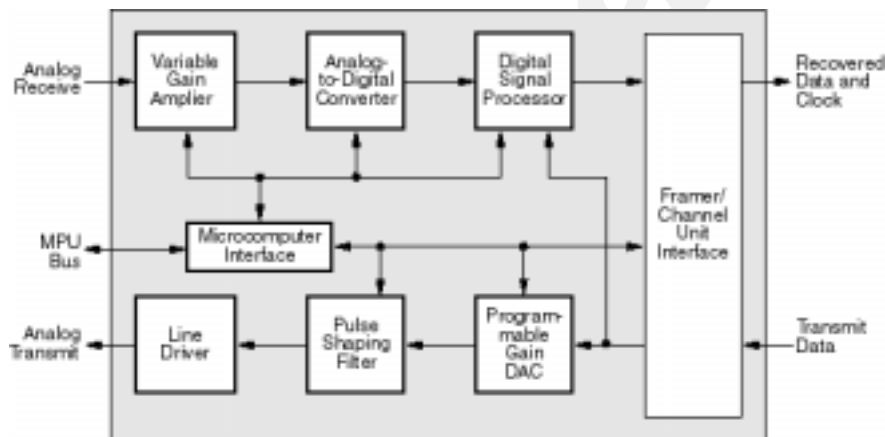 Analog
Receive
Variable
Gain
Amplier
Analog-
to-Digital
Converter
Digital
Signal
Processor
Recovered
Data and
Clock
Framer/
Channel
Unit
Interface
MPU
Bus
Microcomputer
Interface
Analog
Transmit
Line
Driver
Pulse
Shaping
Filter
Program-
mable
Gain
DAC
Transmit
Data